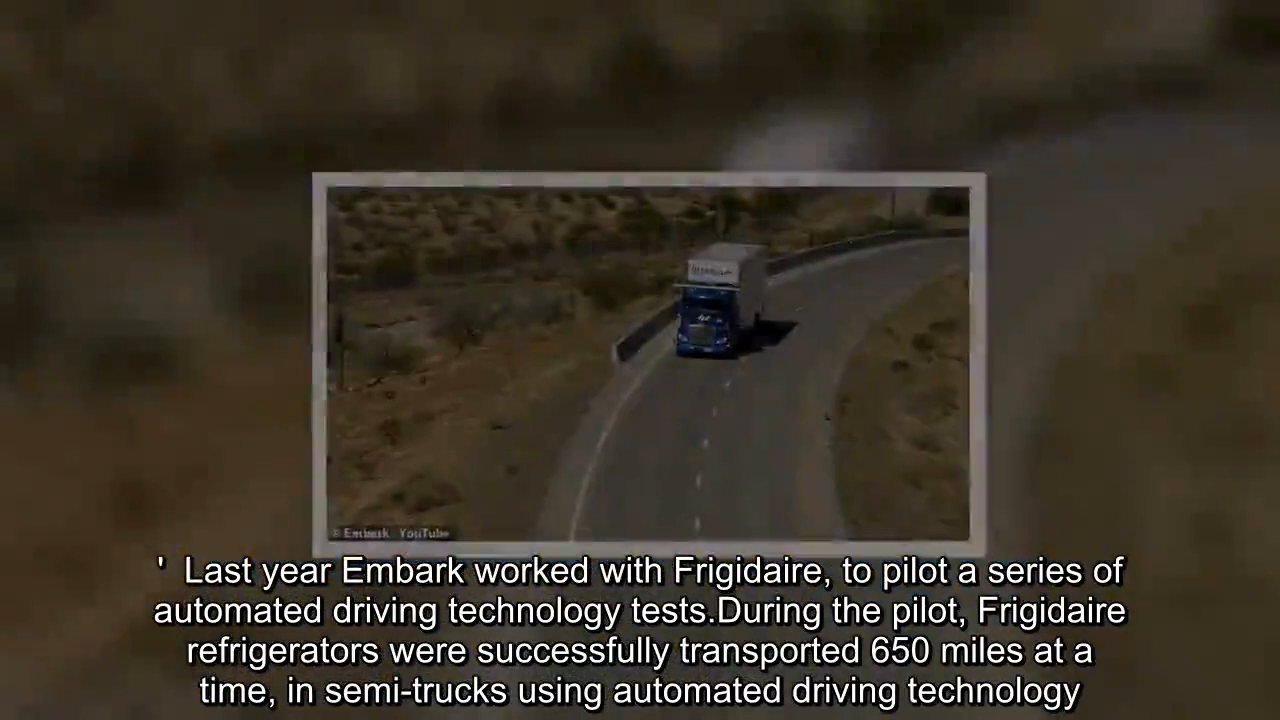 © Embark - YouTube
' Last year Embark worked with Frigidaire, to pilot a series of
automated driving technology tests.During the pilot, Frigidaire
refrigerators were successfully transported 650 miles at a
time, in semi-trucks using automated driving technology